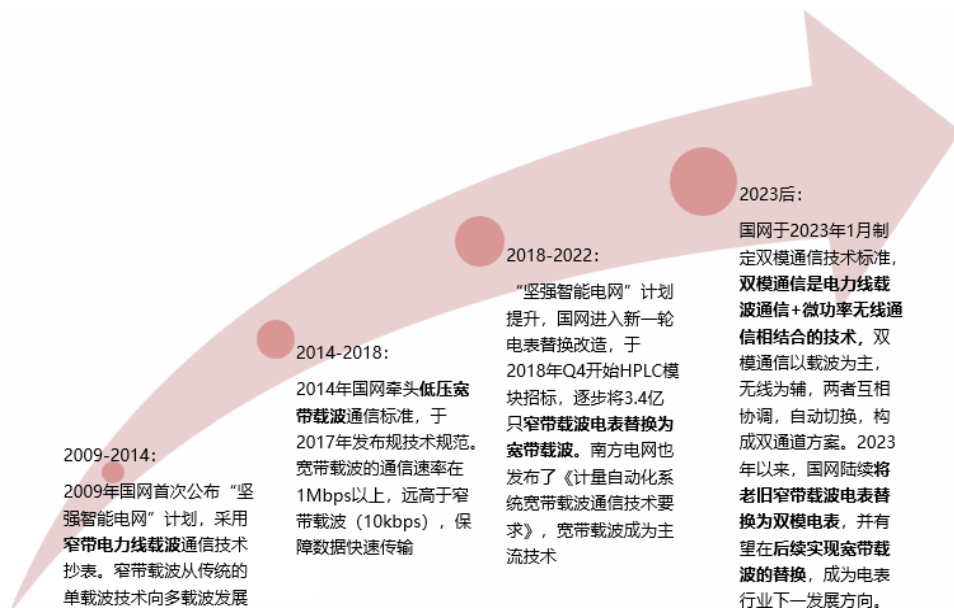 2009-2014：
2009年国网首次公布“坚
强智能电网”计划，采用
窄带电力线载波通信技术
抄表。窄带载波从传统的
单载波技术向多载波发展
2014-2018：
2014年国网牵头低压宽
带载波通信标准，于
2017年发布规技术规范。
宽带载波的通信速率在
1Mbps以上，远高于窄
带载波（10kbps），保
障数据快速传输
2018-2022：
“坚强智能电网”计划
提升，国网进入新一轮
电表替换改造，于
2018年Q4开始HPLC模
块招标，逐步将3.4亿
只窄带载波电表替换为
宽带载波。南方电网也
发布了《计量自动化系
统宽带载波通信技术要
求》，宽带载波成为主
流技术
2023后：
国网于2023年1月制
定双模通信技术标准，
双模通信是电力线载
波通信+微功率无线通
信相结合的技术，双
模通信以载波为主，
无线为辅，两者互相
协调，自动切换，构
成双通道方案。2023
年以来，国网陆续将
老旧窄带载波电表替
换为双模电表，并有
望在后续实现宽带载
波的替换，成为电表
行业下一发展方向。